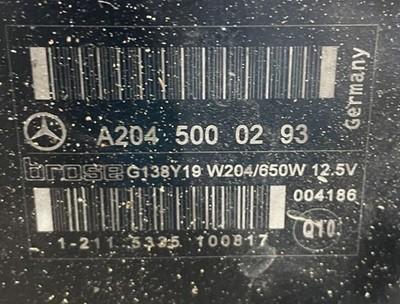 Germany
A204 500 02 93
brose G138Y19 W204/650W 12.5V
004186
1-211 5335 100817
Q10